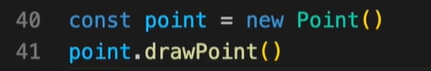 40 const point = new Point()
41 point.drawPoint()